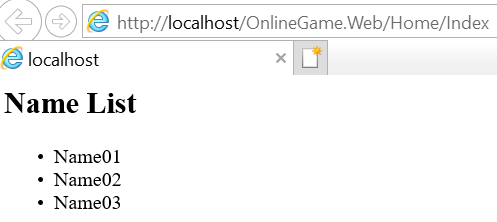 http://localhost/OnlineGame.Web/Home/Index
localhost
Name List
• Name01
• Name02
• Name03